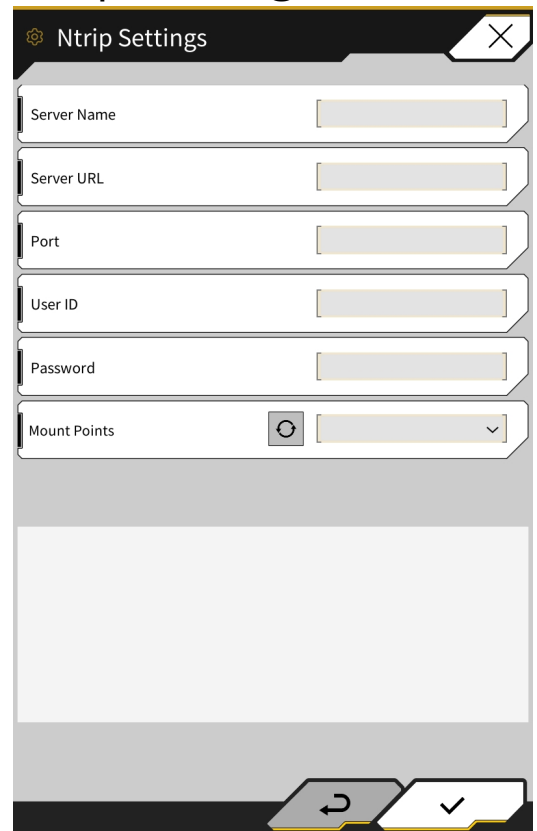 Ntrip Settings
Server Name
Server URL
Port
User ID
Password
Mount Points